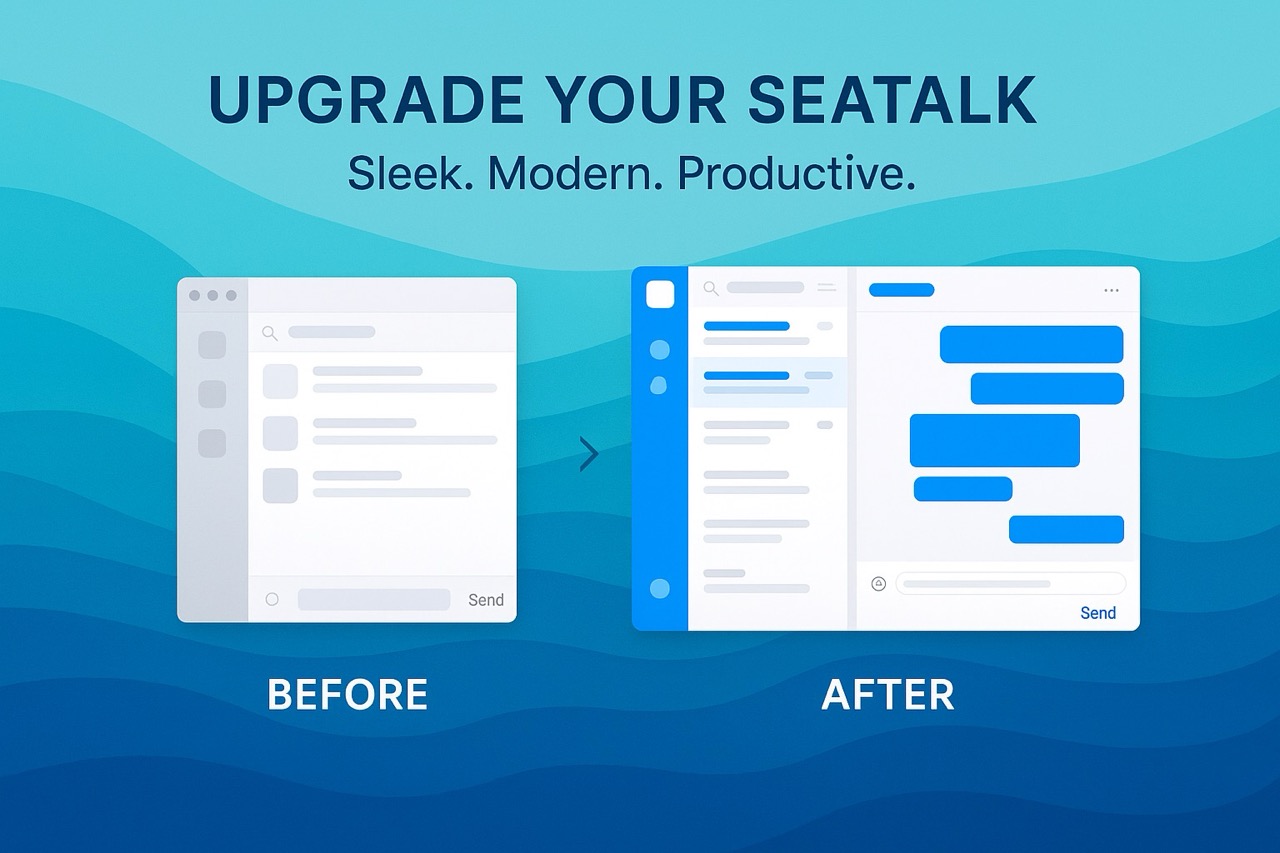 UPGRADE YOUR SEATALK
Sleek. Modern. Productive.
Send
Send
BEFORE
AFTER